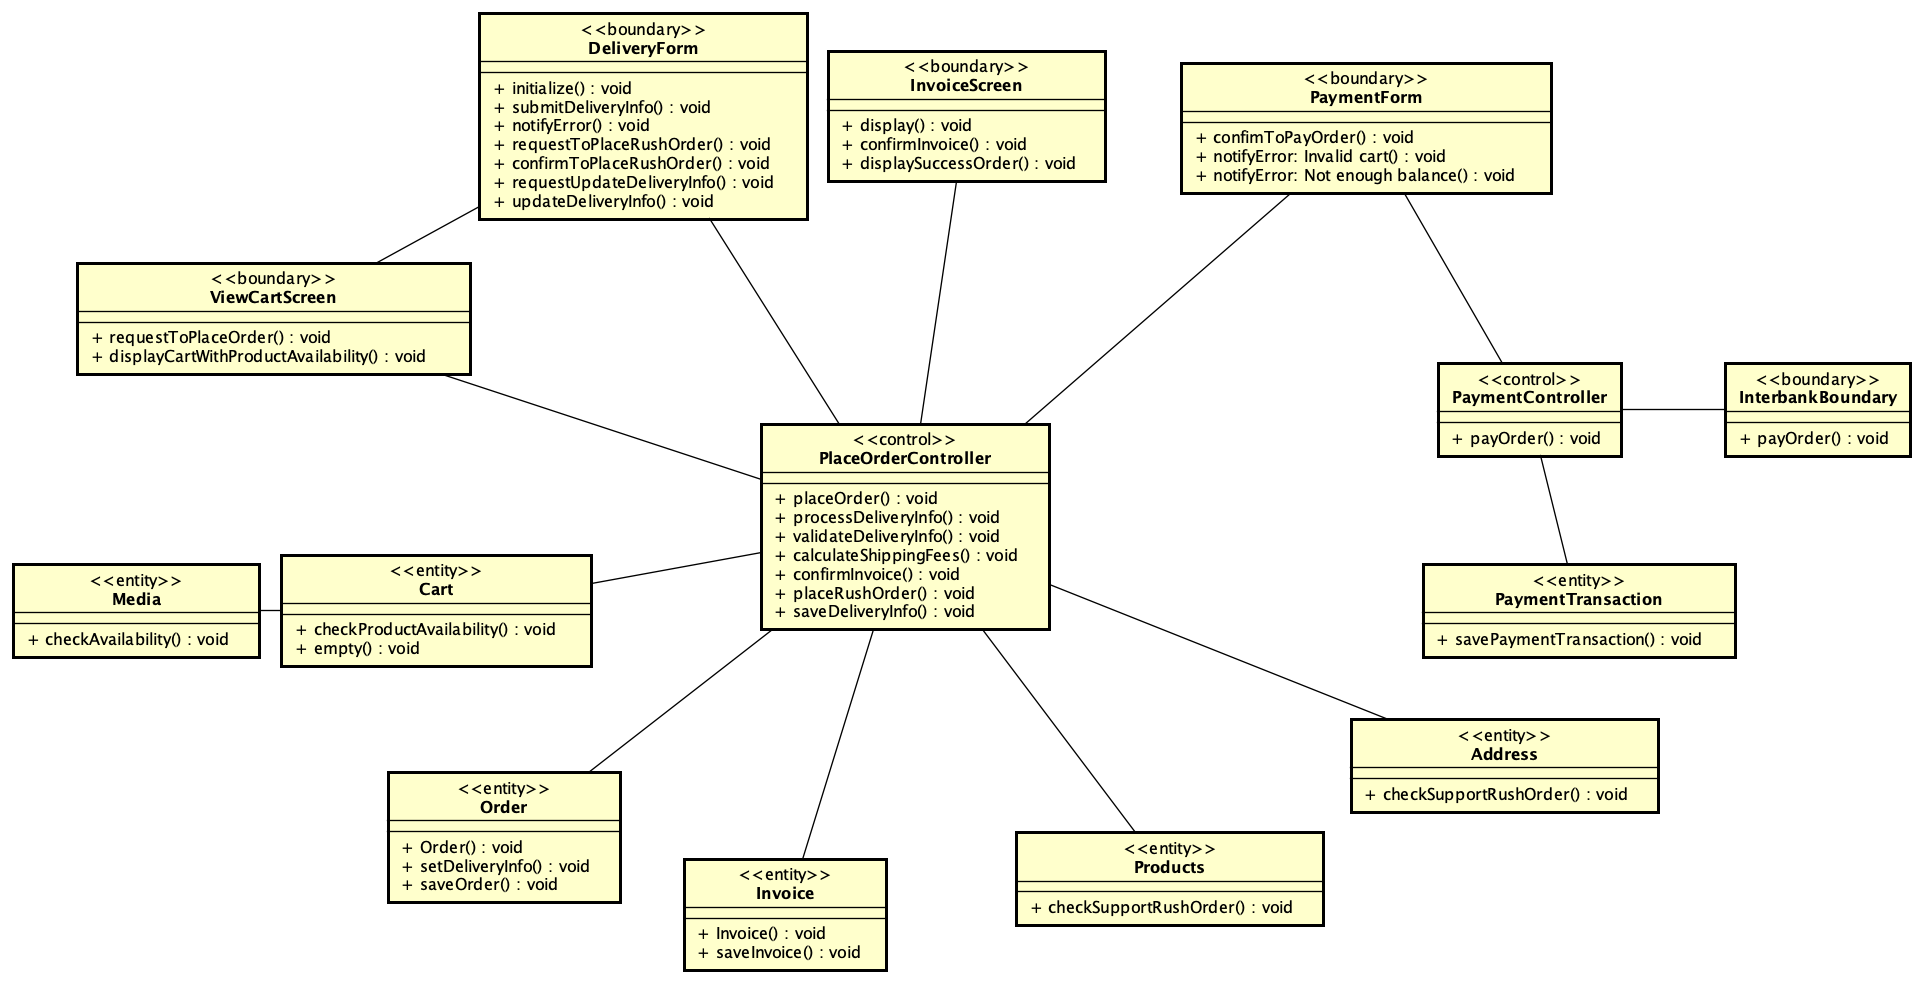 <<boundary>>
DeliveryForm
+ initialize() : void
+ submitDeliveryInfo() : void
+ notifyError() : void
+ requestToPlaceRushOrder() : void
+ confirmToPlaceRushOrder() : void
+ requestUpdateDeliveryInfo() : void
+ updateDeliveryInfo() : void
<<boundary>>
InvoiceScreen
+ display() : void
+ confirmInvoice() : void
+ displaySuccessOrder() : void
<<boundary>>
PaymentForm
+ confimToPayOrder() : void
+ notifyError: Invalid cart() : void
+ notifyError: Not enough balance() : void
<<boundary>>
ViewCartScreen
+ requestToPlaceOrder() : void
+ displayCartWithProductAvailability() : void
<<control>>
PaymentController
+ payOrder() : void
<<boundary>>
InterbankBoundary
+ payOrder() : void
<<control>>
PlaceOrderController
+ placeOrder() : void
+ processDeliveryInfo() : void
+ validateDeliveryInfo() : void
+ calculateShippingFees() : void
+ confirmInvoice() : void
+ placeRushOrder() : void
+ saveDeliveryInfo() : void
<<entity>>
Media
+ checkAvailability() : void
<<entity>>
Cart
+ checkProductAvailability() : void
+ empty() : void
<<entity>>
PaymentTransaction
+ savePaymentTransaction() : void
<<entity>>
Address
+ checkSupportRushOrder() : void
<<entity>>
Order
+ Order() : void
+ setDeliveryInfo() : void
+ saveOrder() : void
<<entity>>
Invoice
+ Invoice() : void
+ saveInvoice() : void
<<entity>>
Products
+ checkSupportRushOrder() : void